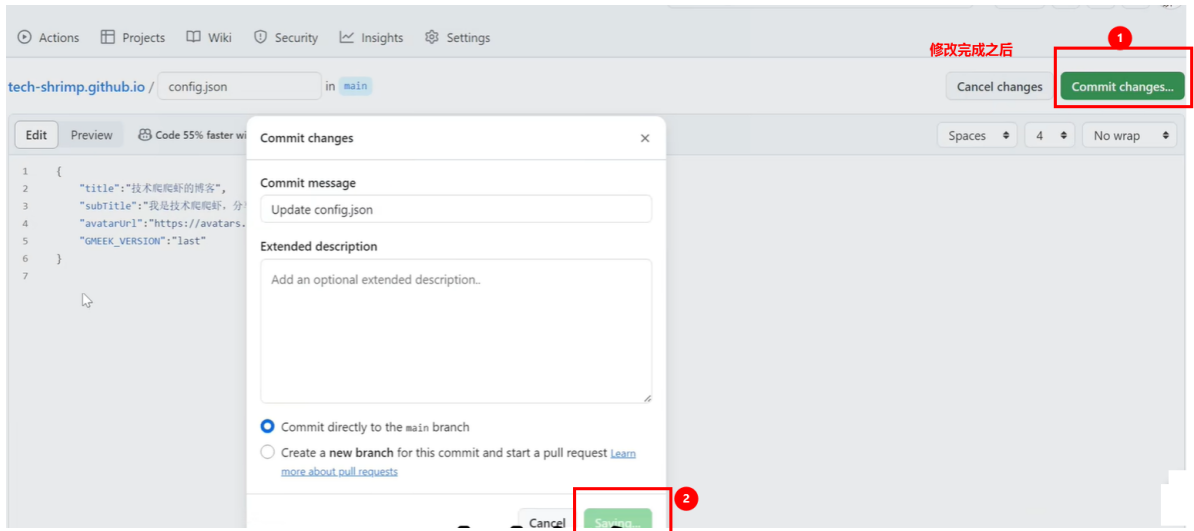 Actions Projects Wiki Security Insights Settings
修改完成之后
1
tech-shrimp.github.io / config.json in main
Cancel changes Commit changes...
Edit Preview Code 55% faster wi
Spaces 4 No wrap
Commit changes ×
1 {
2 "title":"技术爬爬虾的博客",
3 "subTitle":"我是技术爬爬虾，分
4 "avatarUrl":"https://avatars.
5 "GMEEK_VERSION":"last"
6 }
7
Commit message
Update config.json
Extended description
Add an optional extended description..
Commit directly to the main branch
Create a new branch for this commit and start a pull request Learn
more about pull requests
2
Cancel Saving...